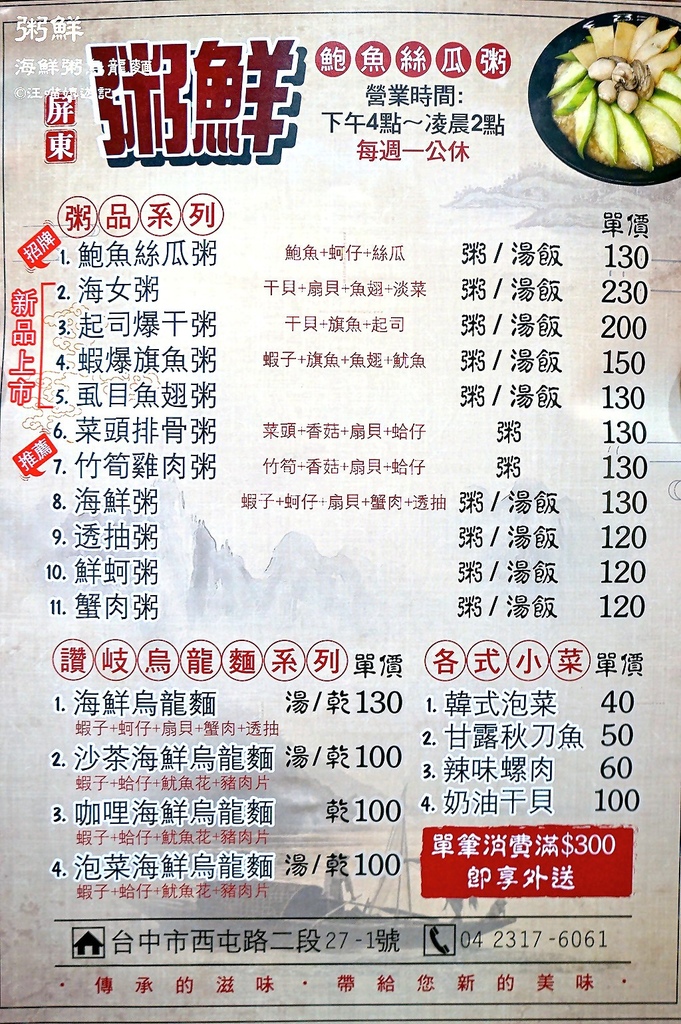 粥鮮
海鮮粥烏龍麵
©汪喵媽遊記
屏東
粥鮮
鮑魚絲瓜粥
營業時間:
下午4點～凌晨2點
每週一公休
粥品系列 單價
招牌
1. 鮑魚絲瓜粥 鮑魚+蚵仔+絲瓜 粥/湯飯 130
新品上市
2. 海女粥 干貝+扇貝+魚翅+淡菜 粥/湯飯 230
3. 起司爆干粥 干貝+旗魚+起司 粥/湯飯 200
4. 蝦爆旗魚粥 蝦子+旗魚+魚翅+魷魚 粥/湯飯 150
5. 虱目魚翅粥 粥/湯飯 130
6. 菜頭排骨粥 菜頭+香菇+扇貝+蛤仔 粥 130
推薦
7. 竹筍雞肉粥 竹筍+香菇+扇貝+蛤仔 粥 130
8. 海鮮粥 蝦子+蚵仔+扇貝+蟹肉+透抽 粥/湯飯 130
9. 透抽粥 粥/湯飯 120
10. 鮮蚵粥 粥/湯飯 120
11. 蟹肉粥 粥/湯飯 120
讚岐烏龍麵系列 單價
1. 海鮮烏龍麵 湯/乾 130
蝦子+蚵仔+扇貝+蟹肉+透抽
2. 沙茶海鮮烏龍麵 湯/乾 100
蝦子+蛤仔+魷魚花+豬肉片
3. 咖哩海鮮烏龍麵 乾 100
蝦子+蛤仔+魷魚花+豬肉片
4. 泡菜海鮮烏龍麵 湯/乾 100
蝦子+蛤仔+魷魚花+豬肉片
各式小菜 單價
1. 韓式泡菜 40
2. 甘露秋刀魚 50
3. 辣味螺肉 60
4. 奶油干貝 100
單筆消費滿$300
即享外送
台中市西屯路二段27-1號 04 2317-6061
·傳承的滋味·帶給您新的美味·